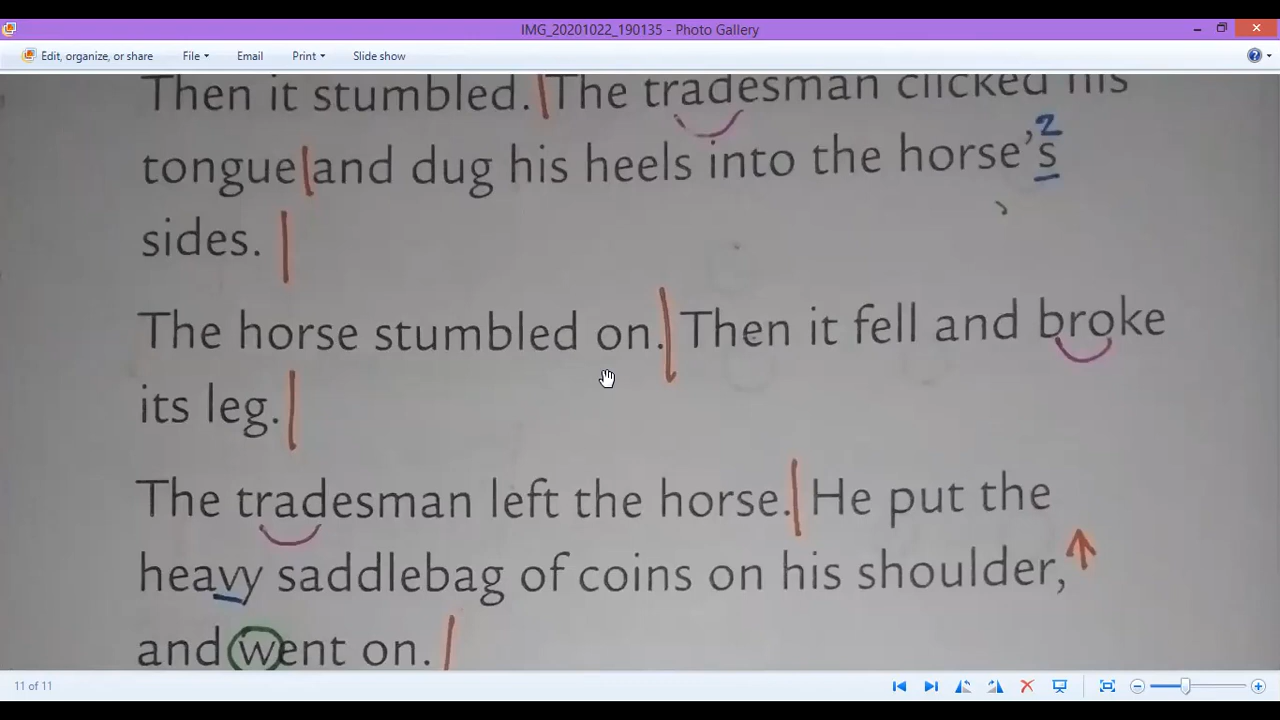 IMG_20201022_190135 - Photo Gallery
Edit, organize, or share File Email Print Slide show
Then it stumbled. The tradesman clicked his
tongue and dug his heels into the horse's 2
sides.
The horse stumbled on. Then it fell and broke
its leg.
The tradesman left the horse. He put the
heavy saddlebag of coins on his shoulder,
and went on.
11 of 11